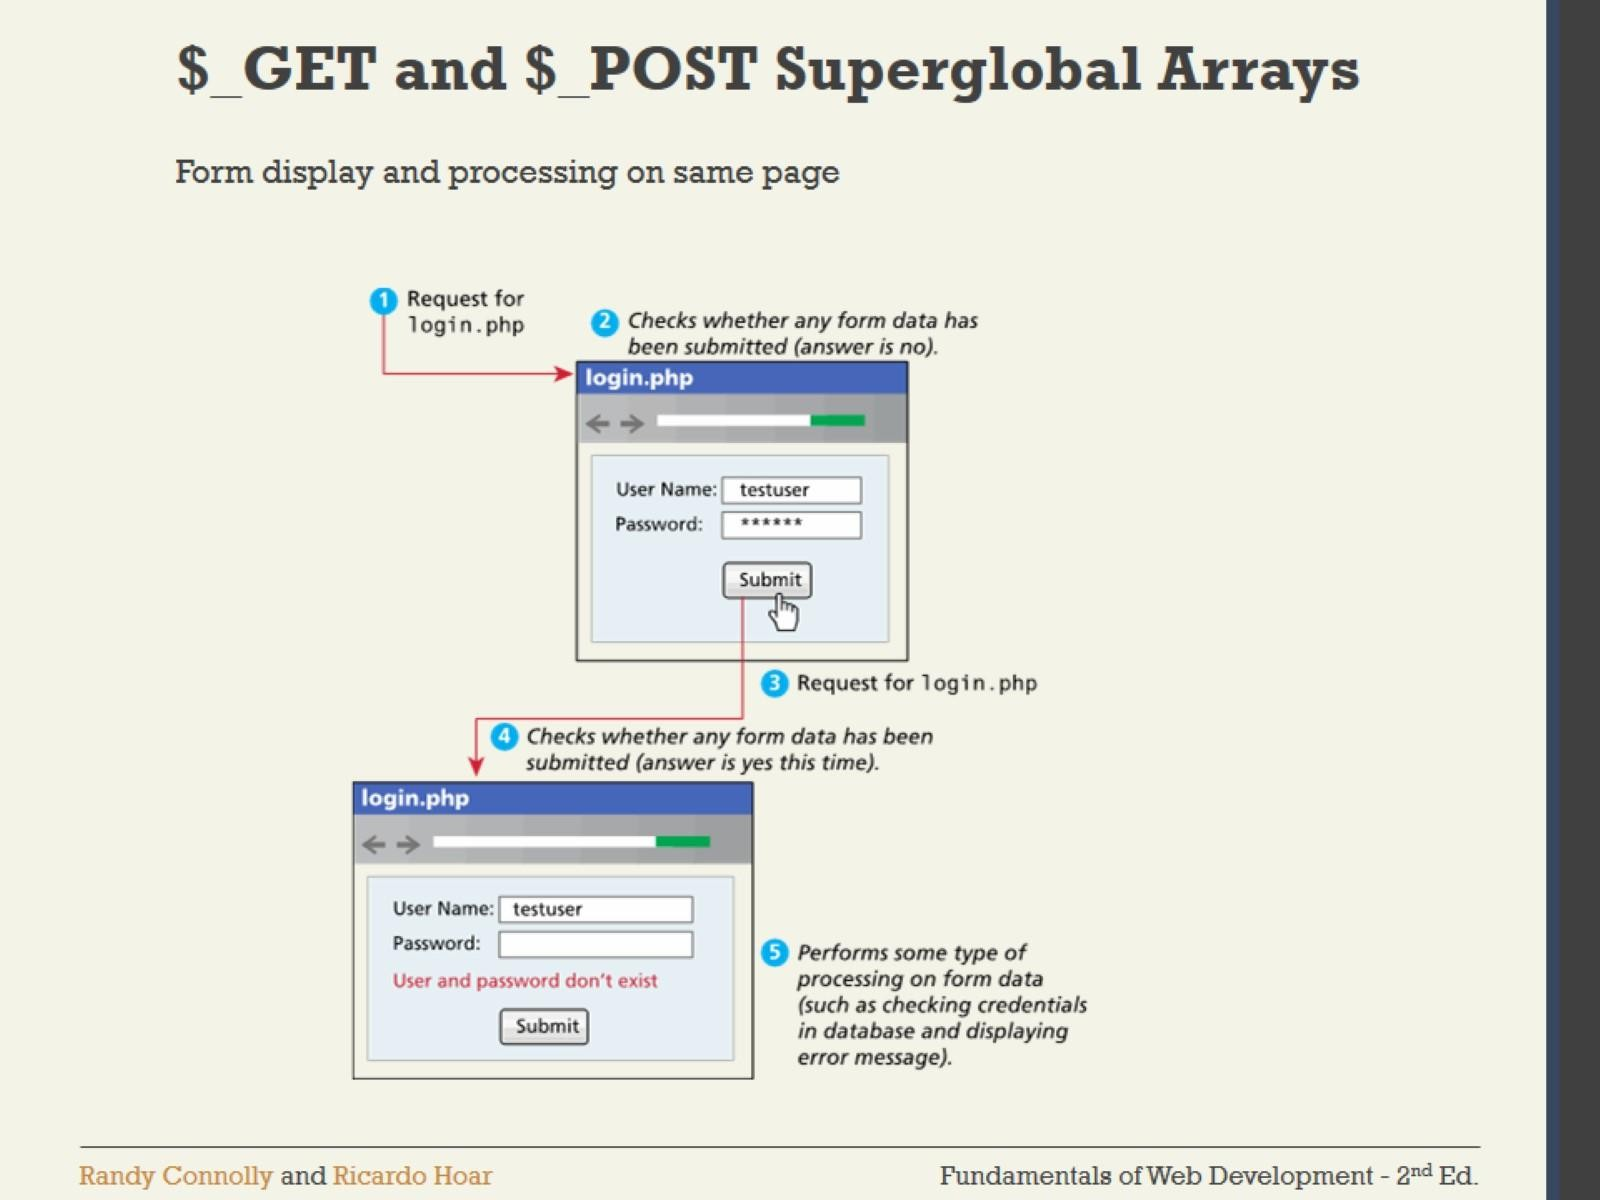 $_GET and $_POST Superglobal Arrays
Form display and processing on same page
1 Request for
login.php
2 Checks whether any form data has
been submitted (answer is no).
login.php
User Name: testuser
Password: ******
Submit
3 Request for login.php
4 Checks whether any form data has been
submitted (answer is yes this time).
login.php
User Name: testuser
Password:
User and password don't exist
Submit
5 Performs some type of
processing on form data
(such as checking credentials
in database and displaying
error message).
Randy Connolly and Ricardo Hoar
Fundamentals of Web Development - 2nd Ed.